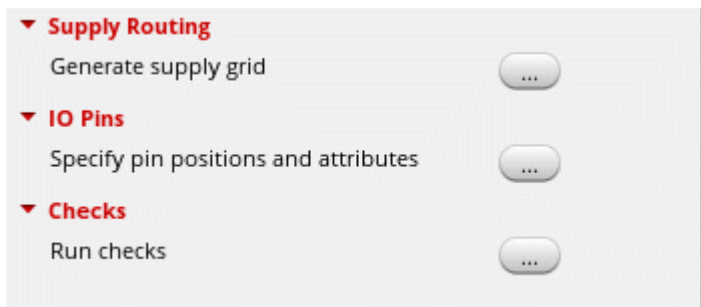 Supply Routing
Generate supply grid ...
IO Pins
Specify pin positions and attributes ...
Checks
Run checks ...